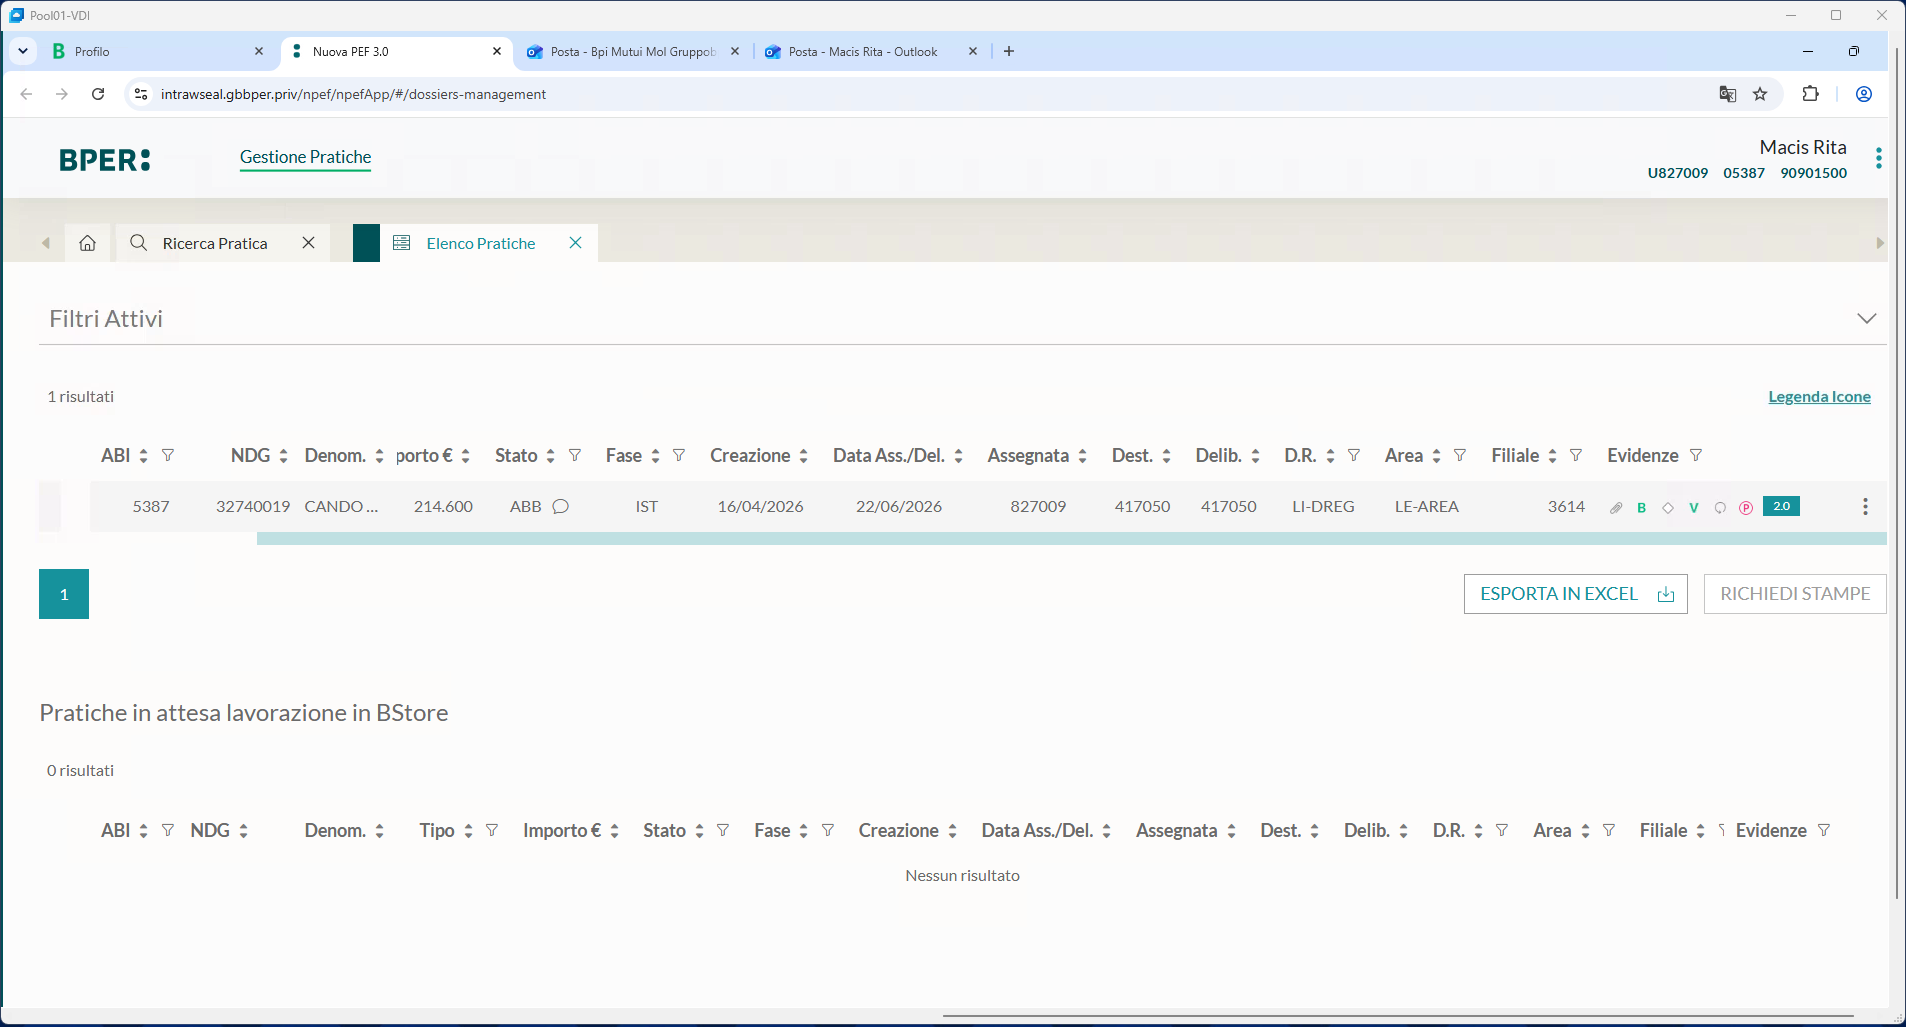 Pool01-VDI
Profilo
Nuova PEF 3.0
Posta - Bpi Mutui Mol Gruppob
Posta - Macis Rita - Outlook
intrawseal.gbbper.priv/npef/npefApp/#/dossiers-management
BPER:
Gestione Pratiche
Macis Rita
U827009 05387 90901500
Ricerca Pratica
Elenco Pratiche
Filtri Attivi
1 risultati
Legenda Icone
ABI NDG Denom. porto € Stato Fase Creazione Data Ass./Del. Assegnata Dest. Delib. D.R. Area Filiale Evidenze
5387 32740019 CANDO ... 214.600 ABB IST 16/04/2026 22/06/2026 827009 417050 417050 LI-DREG LE-AREA 3614 B V P 2.0
1
ESPORTA IN EXCEL
RICHIEDI STAMPE
Pratiche in attesa lavorazione in BStore
0 risultati
ABI NDG Denom. Tipo Importo € Stato Fase Creazione Data Ass./Del. Assegnata Dest. Delib. D.R. Area Filiale Evidenze
Nessun risultato